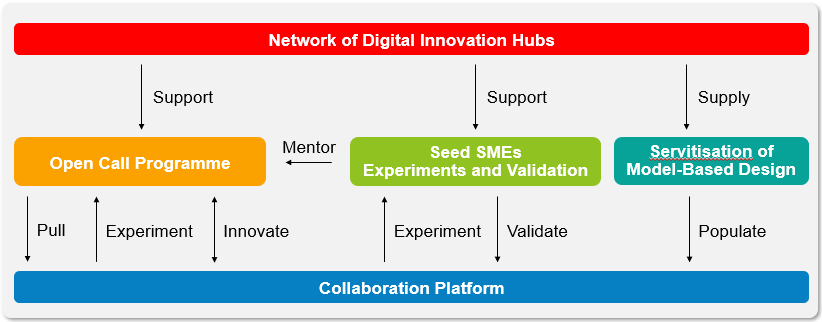 Network of Digital Innovation Hubs
Support
Support
Supply
Open Call Programme
Mentor
Seed SMEs
Experiments and Validation
Servitisation of
Model-Based Design
Pull
Experiment
Innovate
Experiment
Validate
Populate
Collaboration Platform